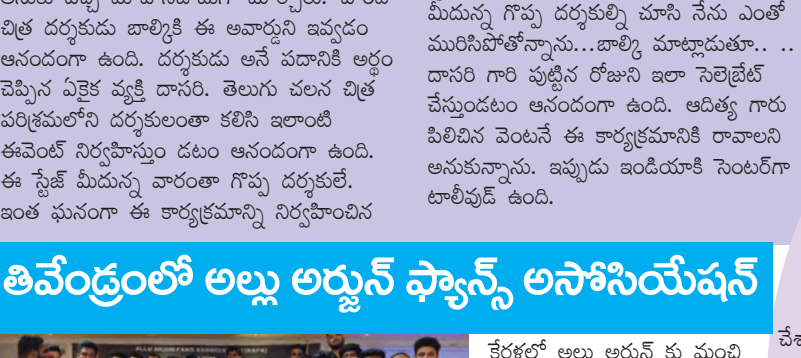 చిత్ర దర్శకుడు బాల్కికి ఈ అవార్డుని ఇవ్వడం
ఆనందంగా ఉంది. దర్శకుడు అనే పదానికి అర్థం
చెప్పిన ఏకైక వ్యక్తి దాసరి. తెలుగు చలన చిత్ర
పరిశ్రమలోని దర్శకులంతా కలిసి ఇలాంటి
ఈవెంట్ నిర్వహిస్తుం డటం ఆనందంగా ఉంది.
ఈ స్టేజ్ మీదున్న వారంతా గొప్ప దర్శకులే.
ఇంత ఘనంగా ఈ కార్యక్రమాన్ని నిర్వహించిన
మీదున్న గొప్ప దర్శకుల్ని చూసి నేను ఎంతో
మురిసిపోతోన్నాను...బాల్కి మాట్లాడుతూ.. ..
దాసరి గారి పుట్టిన రోజుని ఇలా సెలెబ్రేట్
చేస్తుండటం ఆనందంగా ఉంది. ఆదిత్య గారు
పిలిచిన వెంటనే ఈ కార్యక్రమానికి రావాలని
అనుకున్నాను. ఇప్పుడు ఇండియాకి సెంటర్‌గా
టాలీవుడ్ ఉంది.
తివేండ్రంలో అల్లు అర్జున్ ఫ్యాన్స్ అసోసియేషన్
కేరళలో అల్లు అర్జున్ కు మంచి